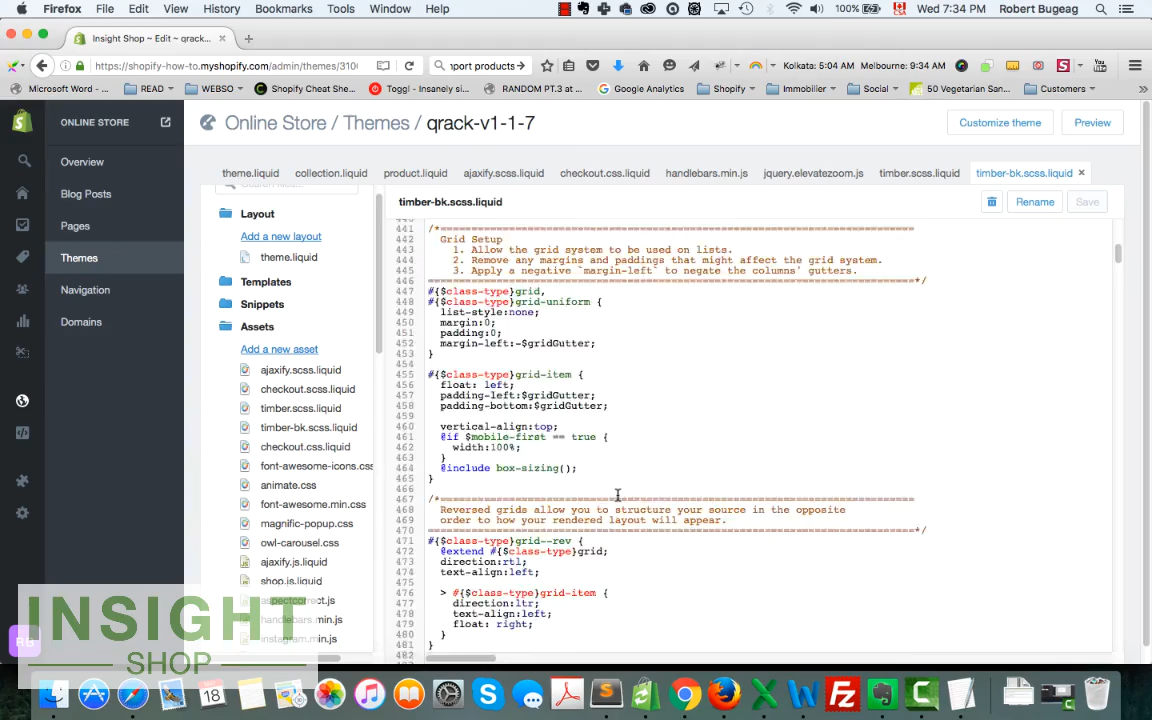 Firefox File Edit View History Bookmarks Tools Window Help 100% Wed 7:34 PM Robert Bugeag
Insight Shop ~ Edit ~ qrack...
https://shopify-how-to.myshopify.com/admin/themes/310 port products Kolkata: 5:04 AM Melbourne: 9:34 AM
Microsoft Word - ... READ WEBSO Shopify Cheat She... Toggl - Insanely si... RANDOM PT.3 at ... Google Analytics Shopify Immobilier Social 50 Vegetarian San... Customers
ONLINE STORE
Overview
Blog Posts
Pages
Themes
Navigation
Domains
Online Store / Themes / qrack-v1-1-7
Customize theme
Preview
theme.liquid collection.liquid product.liquid ajaxify.scss.liquid checkout.css.liquid handlebars.min.js jquery.elevatezoom.js timber.scss.liquid timber-bk.scss.liquid
Layout
Add a new layout
theme.liquid
Templates
Snippets
Assets
Add a new asset
ajaxify.scss.liquid
checkout.scss.liquid
timber.scss.liquid
timber-bk.scss.liquid
checkout.css.liquid
font-awesome-icons.css
animate.css
font-awesome.min.css
magnific-popup.css
owl-carousel.css
ajaxify.js.liquid
shop.js.liquid
aspectcorrect.js
handlebars.min.js
instagram.min.js
timber-bk.scss.liquid
Rename
Save
440
441 /*============================================================================
442 Grid Setup
443 1. Allow the grid system to be used on lists.
444 2. Remove any margins and paddings that might affect the grid system.
445 3. Apply a negative `margin-left` to negate the columns' gutters.
446 ==============================================================================*/
447 #{$class-type}grid,
448 #{$class-type}grid-uniform {
449 list-style:none;
450 margin:0;
451 padding:0;
452 margin-left:-$gridGutter;
453 }
454
455 #{$class-type}grid-item {
456 float: left;
457 padding-left:$gridGutter;
458 padding-bottom:$gridGutter;
459
460 vertical-align:top;
461 @if $mobile-first == true {
462 width:100%;
463 }
464 @include box-sizing();
465 }
466
467 /*============================================================================
468 Reversed grids allow you to structure your source in the opposite
469 order to how your rendered layout will appear.
470 ==============================================================================*/
471 #{$class-type}grid--rev {
472 @extend #{$class-type}grid;
473 direction:rtl;
474 text-align:left;
475
476 > #{$class-type}grid-item {
477 direction:ltr;
478 text-align:left;
479 float: right;
480 }
481 }
482
RB
INSIGHT
SHOP
18